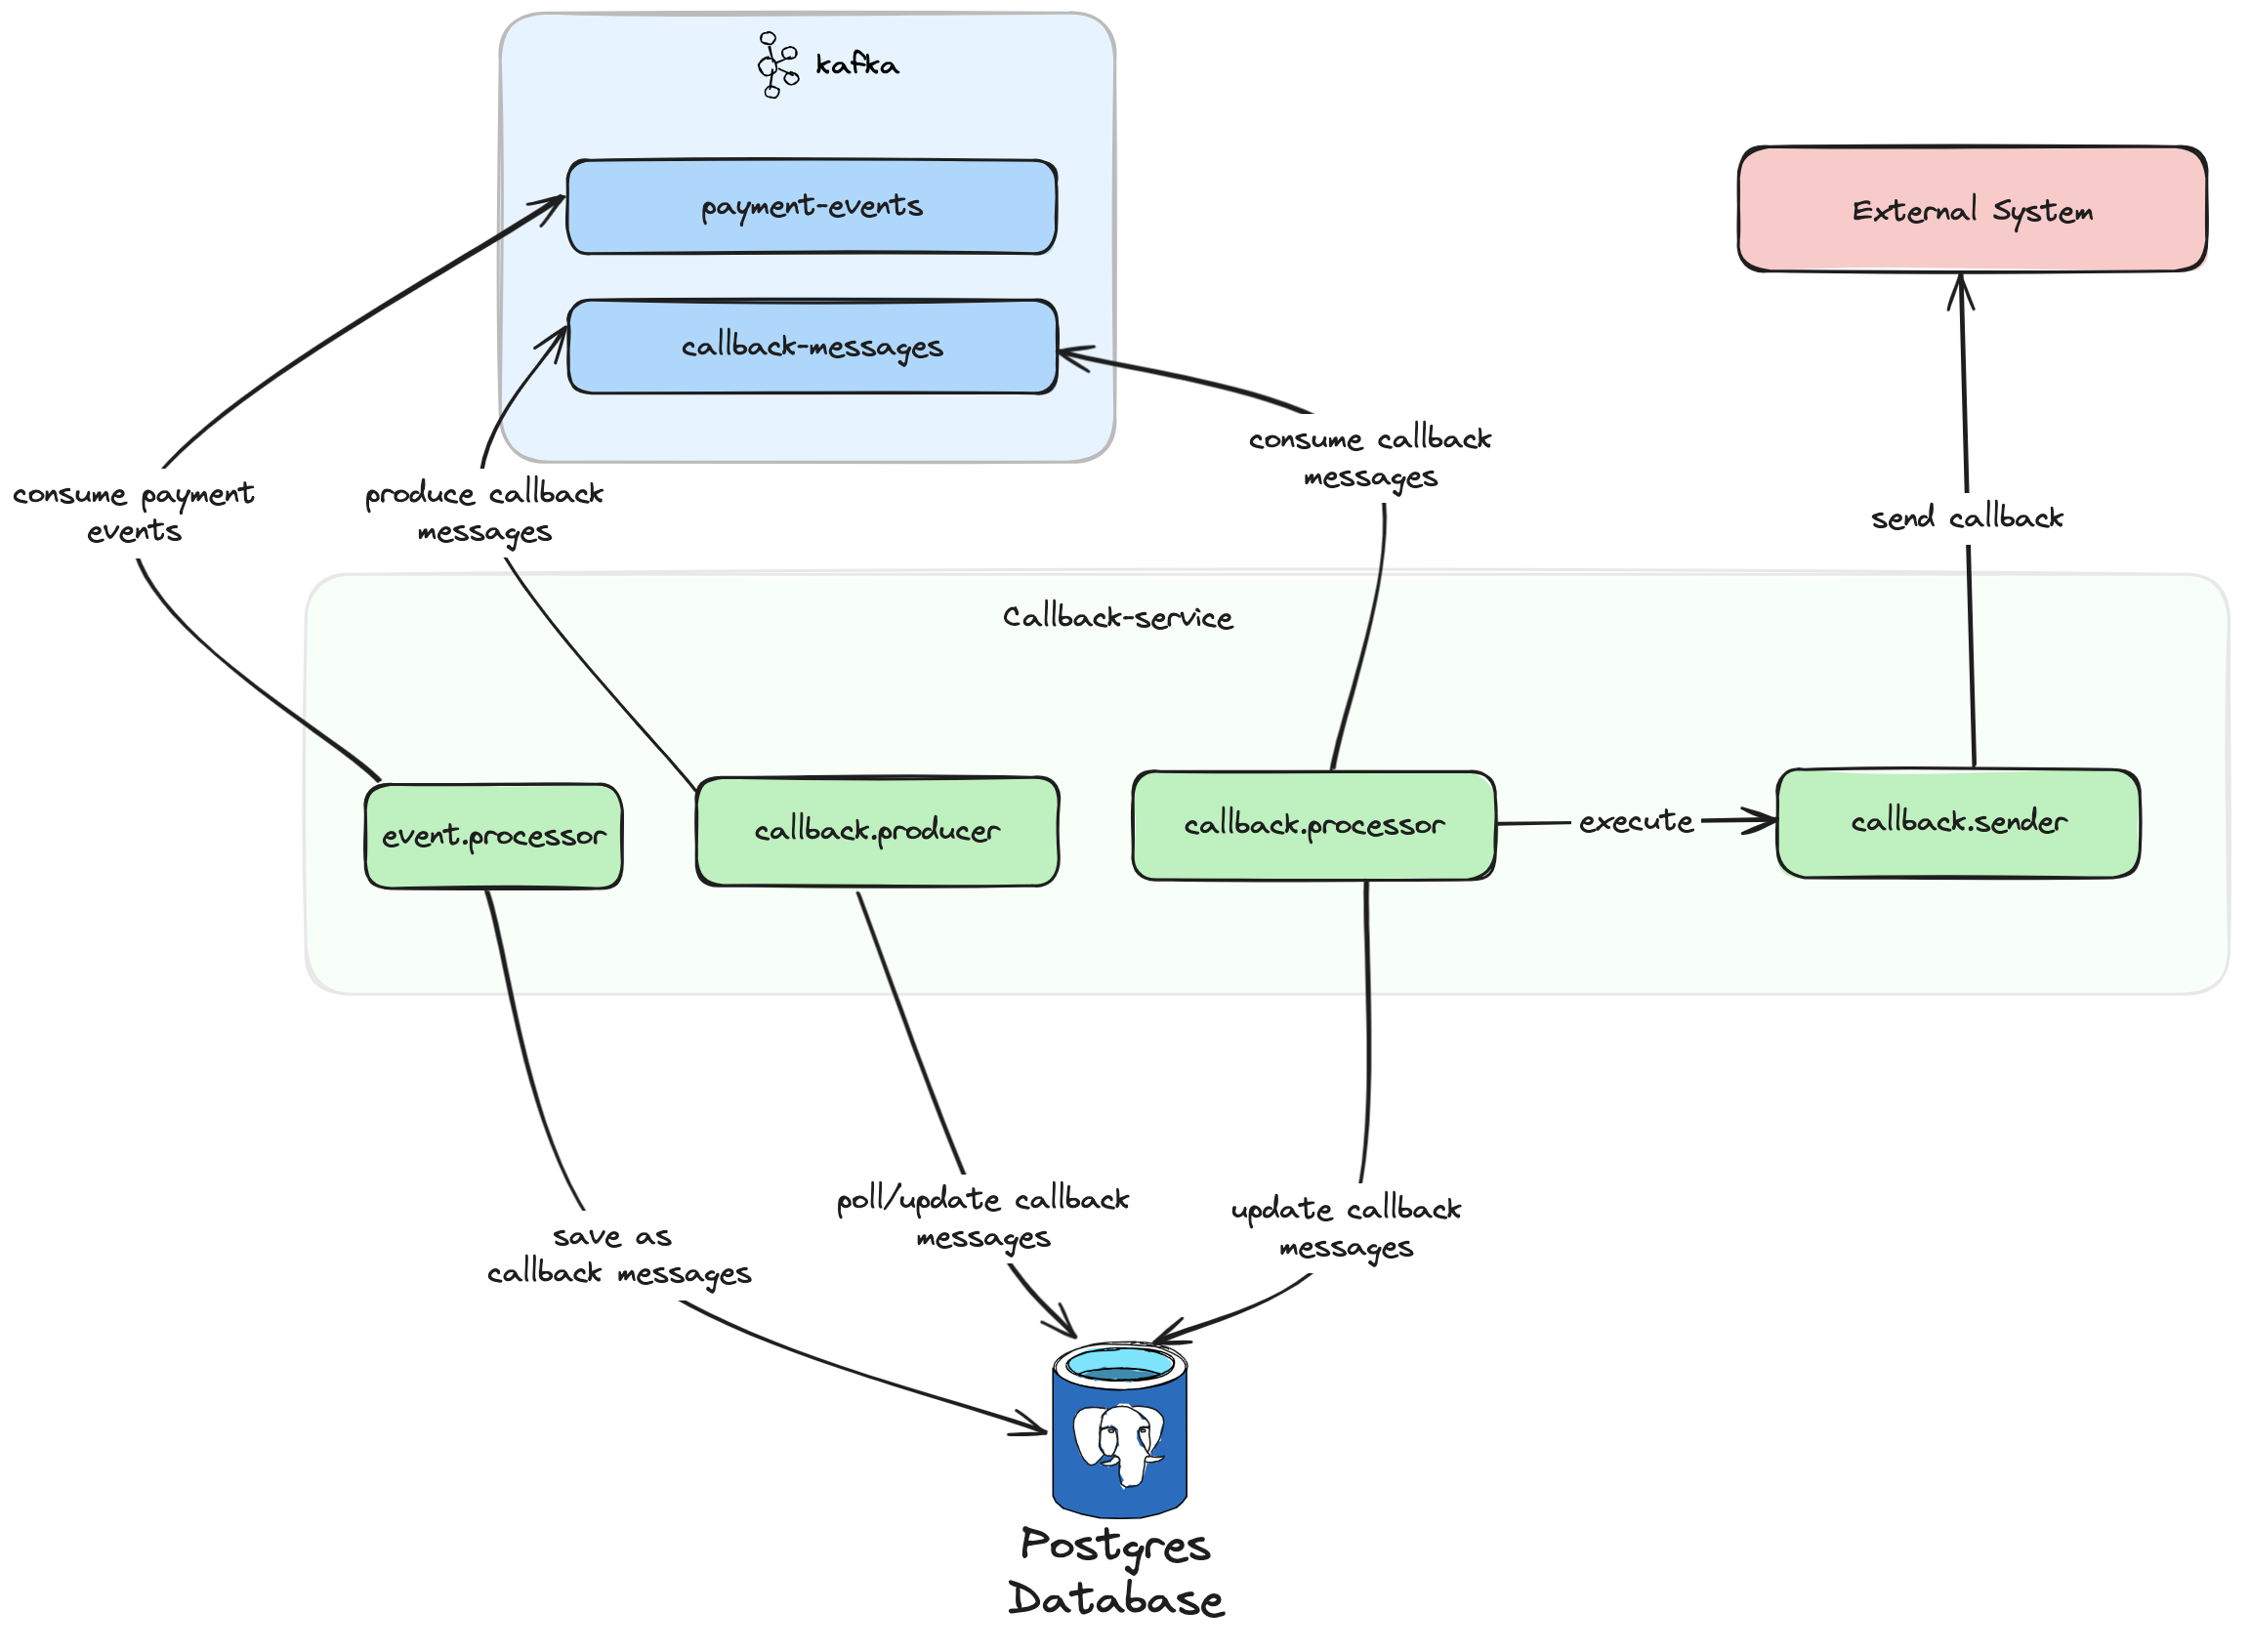 kafka
payment-events
External System
callback-messages
consume callback
messages
consume payment
events
produce callback
messages
send callback
Callback-service
event.processor
callback.producer
callback.processor
execute
callback.sender
save as
callback messages
poll/update callback
messages
update callback
messages
Postgres
Database